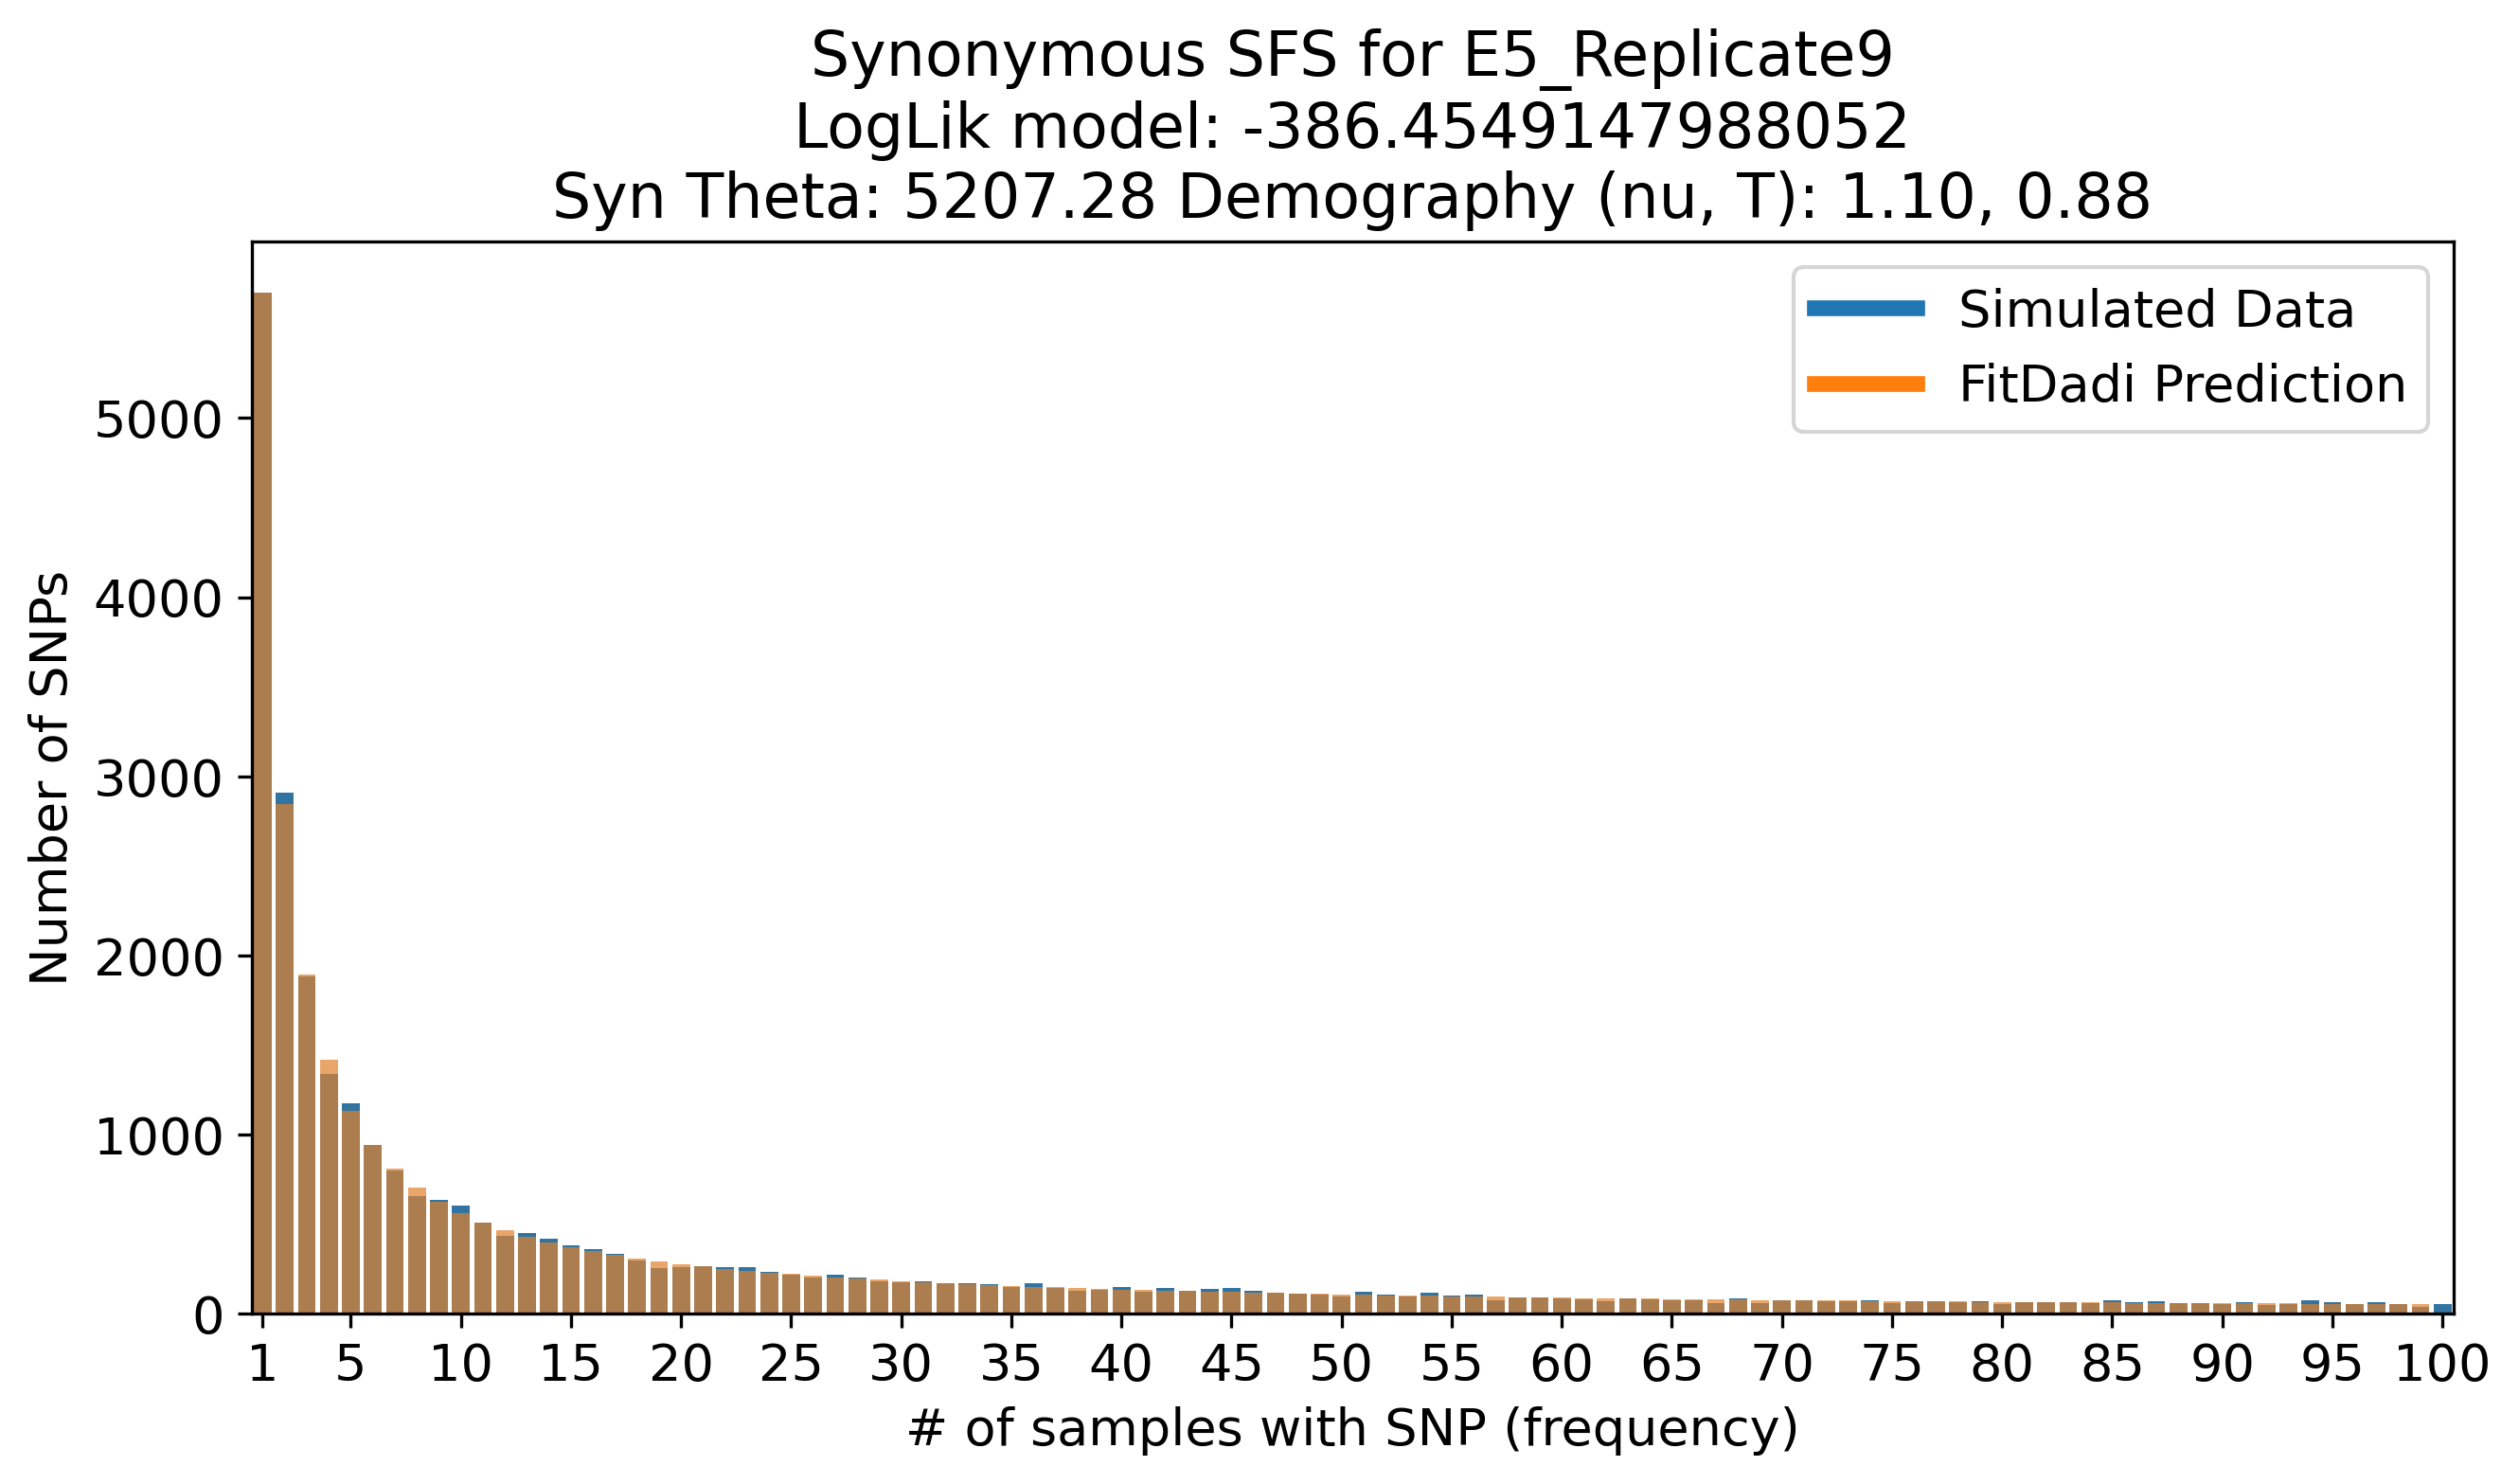 Synonymous SFS for E5_Replicate9
LogLik model: -386.4549147988052
Syn Theta: 5207.28 Demography (nu, T): 1.10, 0.88
Simulated Data
FitDadi Prediction
Number of SNPs
5000
4000
3000
2000
1000
0
1 5 10 15 20 25 30 35 40 45 50 55 60 65 70 75 80 85 90 95 100
# of samples with SNP (frequency)